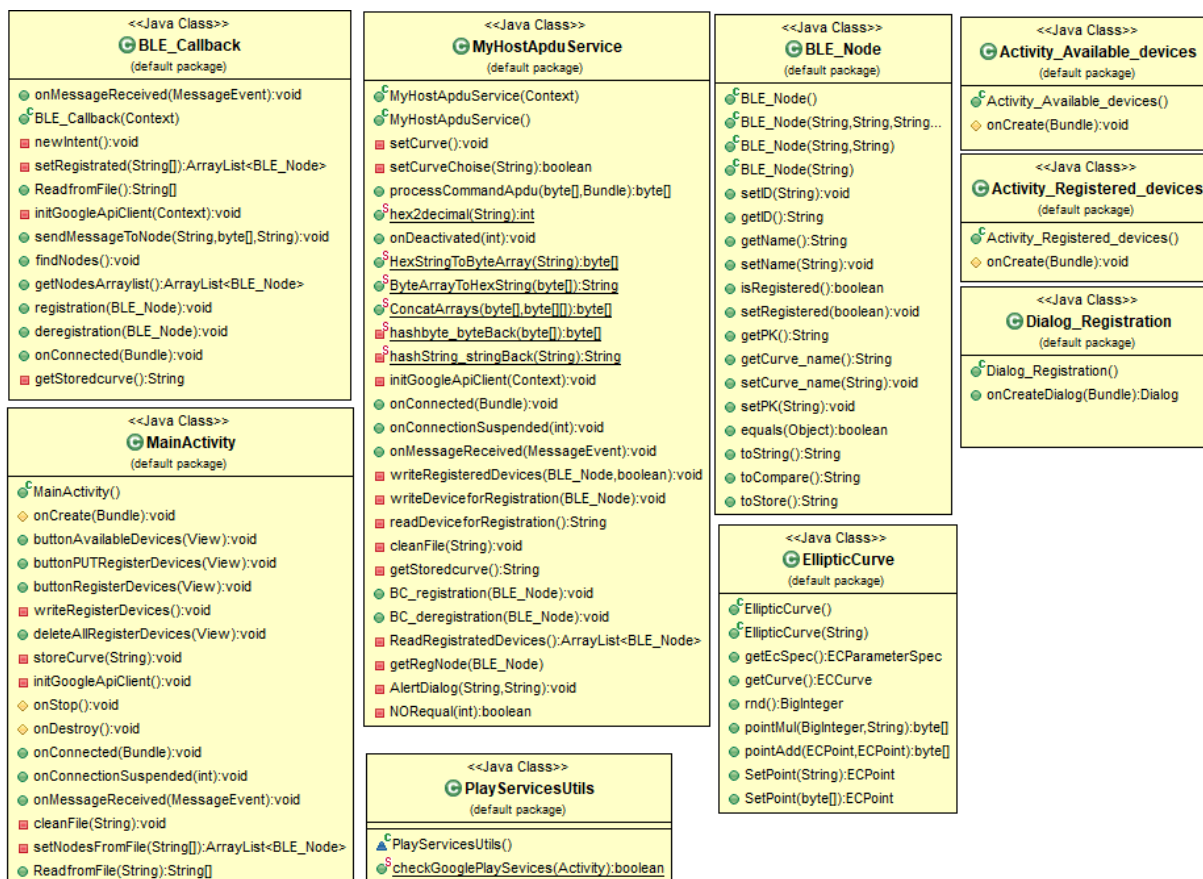 <<Java Class>>
BLE_Callback
(default package)
onMessageReceived(MessageEvent):void
BLE_Callback(Context)
newIntent():void
setRegistrated(String[]):ArrayList<BLE_Node>
ReadfromFile():String[]
initGoogleApiClient(Context):void
sendMessageToNode(String,byte[],String):void
findNodes():void
getNodesArraylist():ArrayList<BLE_Node>
registration(BLE_Node):void
deregistration(BLE_Node):void
onConnected(Bundle):void
getStoredcurve():String
<<Java Class>>
MainActivity
(default package)
MainActivity()
onCreate(Bundle):void
buttonAvailableDevices(View):void
buttonPUTRegisterDevices(View):void
buttonRegisterDevices(View):void
writeRegisterDevices():void
deleteAllRegisterDevices(View):void
storeCurve(String):void
initGoogleApiClient():void
onStop():void
onDestroy():void
onConnected(Bundle):void
onConnectionSuspended(int):void
onMessageReceived(MessageEvent):void
cleanFile(String):void
setNodesFromFile(String[]):ArrayList<BLE_Node>
ReadfromFile(String):String[]
<<Java Class>>
MyHostApduService
(default package)
MyHostApduService(Context)
MyHostApduService()
setCurve():void
setCurveChoise(String):boolean
processCommandApdu(byte[],Bundle):byte[]
hex2decimal(String):int
onDeactivated(int):void
HexStringToByteArray(String):byte[]
ByteArrayToHexString(byte[]):String
ConcatArrays(byte[],byte[][]):byte[]
hashbyte_byteBack(byte[]):byte[]
hashString_stringBack(String):String
initGoogleApiClient(Context):void
onConnected(Bundle):void
onConnectionSuspended(int):void
onMessageReceived(MessageEvent):void
writeRegisteredDevices(BLE_Node,boolean):void
writeDeviceforRegistration(BLE_Node):void
readDeviceforRegistration():String
cleanFile(String):void
getStoredcurve():String
BC_registration(BLE_Node):void
BC_deregistration(BLE_Node):void
ReadRegistratedDevices():ArrayList<BLE_Node>
getRegNode(BLE_Node)
AlertDialog(String,String):void
NORequal(int):boolean
<<Java Class>>
PlayServicesUtils
(default package)
PlayServicesUtils()
checkGooglePlaySevices(Activity):boolean
<<Java Class>>
BLE_Node
(default package)
BLE_Node()
BLE_Node(String,String,String...
BLE_Node(String,String)
BLE_Node(String)
setID(String):void
getID():String
getName():String
setName(String):void
isRegistered():boolean
setRegistered(boolean):void
getPK():String
getCurve_name():String
setCurve_name(String):void
setPK(String):void
equals(Object):boolean
toString():String
toCompare():String
toStore():String
<<Java Class>>
EllipticCurve
(default package)
EllipticCurve()
EllipticCurve(String)
getEcSpec():ECParameterSpec
getCurve():ECCurve
rnd():BigInteger
pointMul(BigInteger,String):byte[]
pointAdd(ECPoint,ECPoint):byte[]
SetPoint(String):ECPoint
SetPoint(byte[]):ECPoint
<<Java Class>>
Activity_Available_devices
(default package)
Activity_Available_devices()
onCreate(Bundle):void
<<Java Class>>
Activity_Registered_devices
(default package)
Activity_Registered_devices()
onCreate(Bundle):void
<<Java Class>>
Dialog_Registration
(default package)
Dialog_Registration()
onCreateDialog(Bundle):Dialog